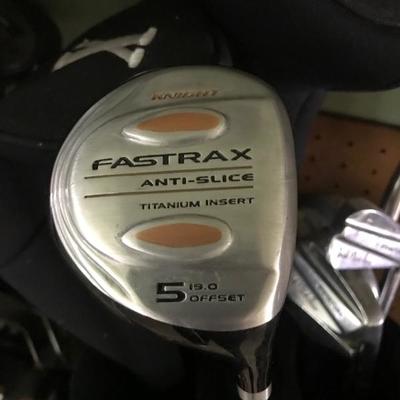 KNIGHT
FASTRAX
ANTI-SLICE
TITANIUM INSERT
5 19.0
OFFSET